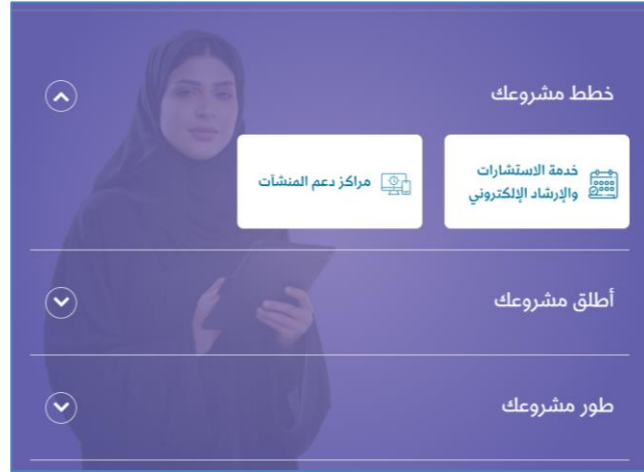 خطط مشروعك
خدمة الاستشارات
والإرشاد الإلكتروني
مراكز دعم المنشآت
أطلق مشروعك
طور مشروعك